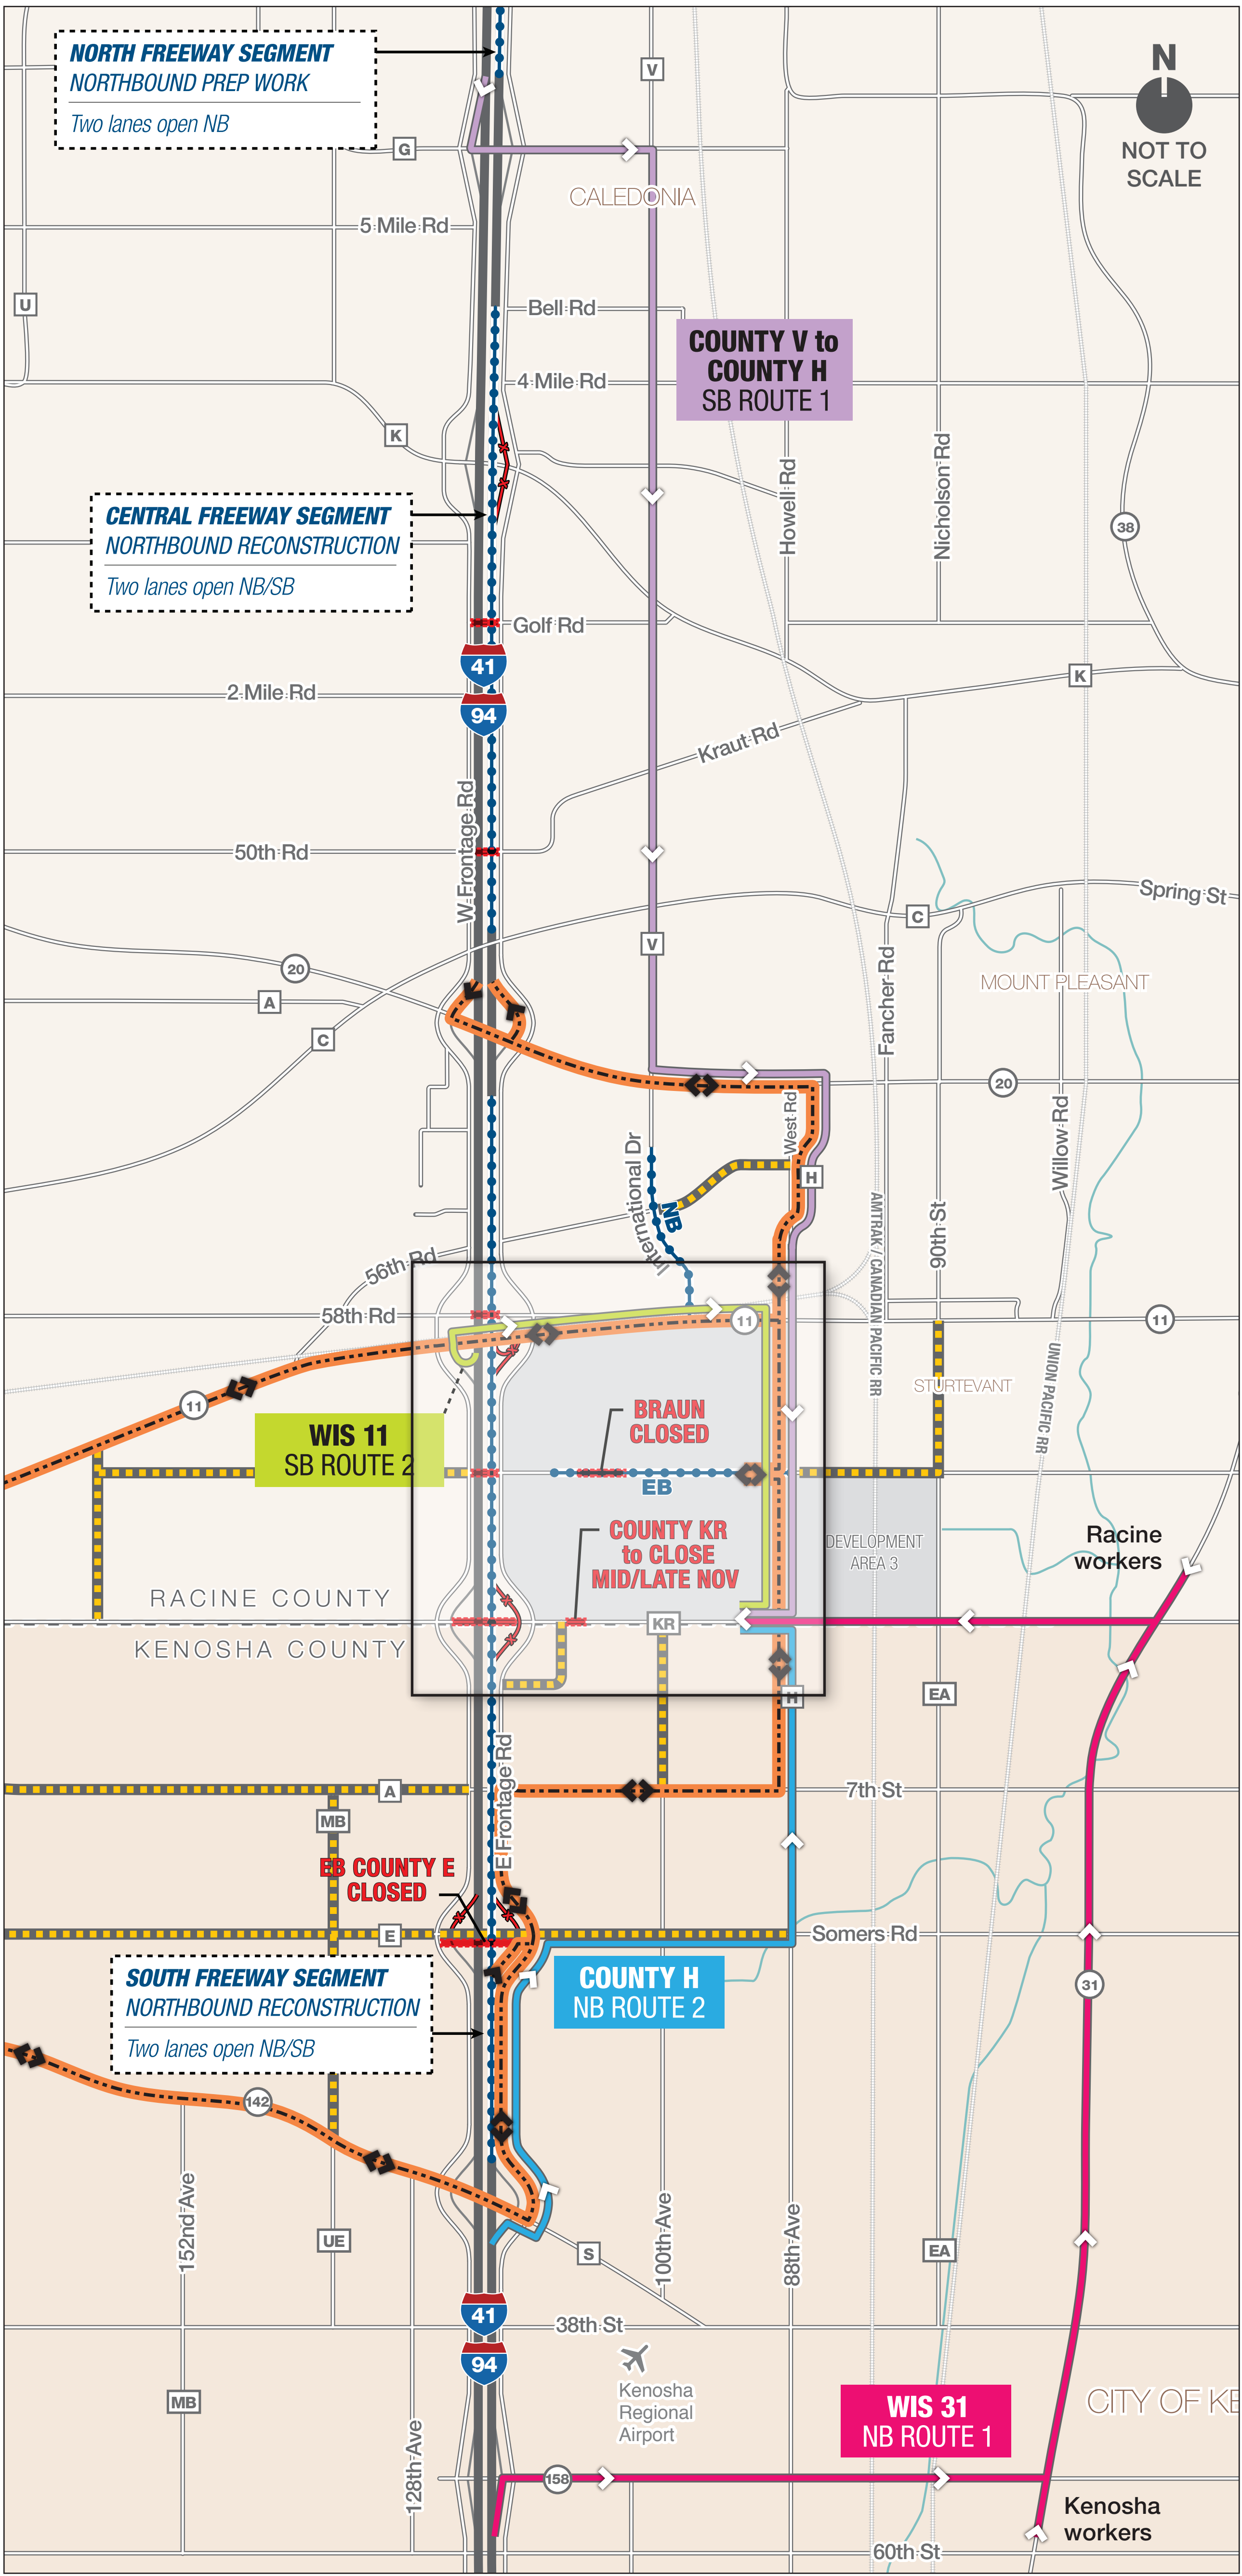 NORTH FREEWAY SEGMENT
NORTHBOUND PREP WORK
Two lanes open NB
V
N
NOT TO
SCALE
G
CALEDONIA
5 Mile Rd
U
Bell Rd
COUNTY V to
COUNTY H
SB ROUTE 1
4 Mile Rd
K
Howell Rd
Nicholson Rd
38
CENTRAL FREEWAY SEGMENT
NORTHBOUND RECONSTRUCTION
Two lanes open NB/SB
Golf Rd
41
K
2 Mile Rd
94
Kraut Rd
W Frontage Rd
50th Rd
Spring St
C
V
20
Fancher Rd
MOUNT PLEASANT
A
C
20
West Rd
Willow Rd
International Dr
H
NB
AMTRAK / CANADIAN PACIFIC RR
90th St
56th Rd
58th Rd
11
11
UNION PACIFIC RR
STURTEVANT
11
WIS 11
SB ROUTE 2
BRAUN
CLOSED
EB
COUNTY KR
to CLOSE
MID/LATE NOV
DEVELOPMENT
AREA 3
Racine
workers
RACINE COUNTY
KR
KENOSHA COUNTY
H
EA
E Frontage Rd
A
7th St
MB
EB COUNTY E
CLOSED
E
Somers Rd
SOUTH FREEWAY SEGMENT
NORTHBOUND RECONSTRUCTION
Two lanes open NB/SB
COUNTY H
NB ROUTE 2
31
142
152nd Ave
UE
S
100th Ave
88th Ave
EA
41
38th St
94
Kenosha
Regional
Airport
MB
WIS 31
NB ROUTE 1
CITY OF KE
128th Ave
158
Kenosha
workers
60th St